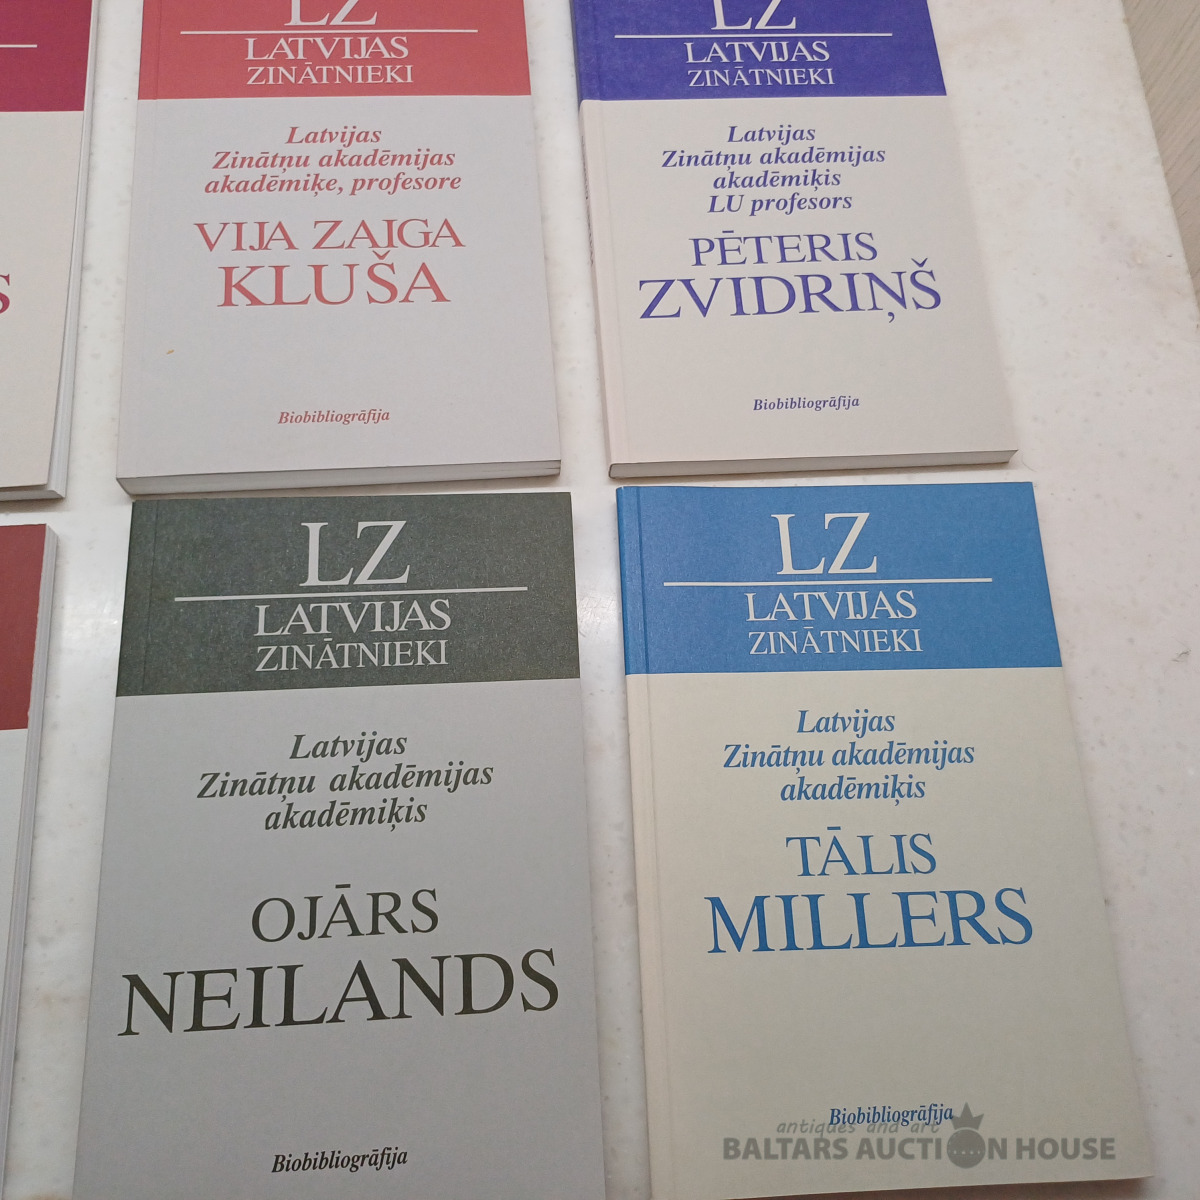 LZ
LATVIJAS
ZINĀTNIEKI
Latvijas
Zinātņu akadēmijas
akadēmiķe, profesore
VIJA ZAIGA
KLUŠA
Biobibliogrāfija
LZ
LATVIJAS
ZINĀTNIEKI
Latvijas
Zinātņu akadēmijas
akadēmiķis
LU profesors
PĒTERIS
ZVIDRIŅŠ
Biobibliogrāfija
S
LZ
LATVIJAS
ZINĀTNIEKI
Latvijas
Zinātņu akadēmijas
akadēmiķis
OJĀRS
NEILANDS
Biobibliogrāfija
LZ
LATVIJAS
ZINĀTNIEKI
Latvijas
Zinātņu akadēmijas
akadēmiķis
TĀLIS
MILLERS
Biobibliogrāfija
antiques and art
BALTARS AUCTION HOUSE